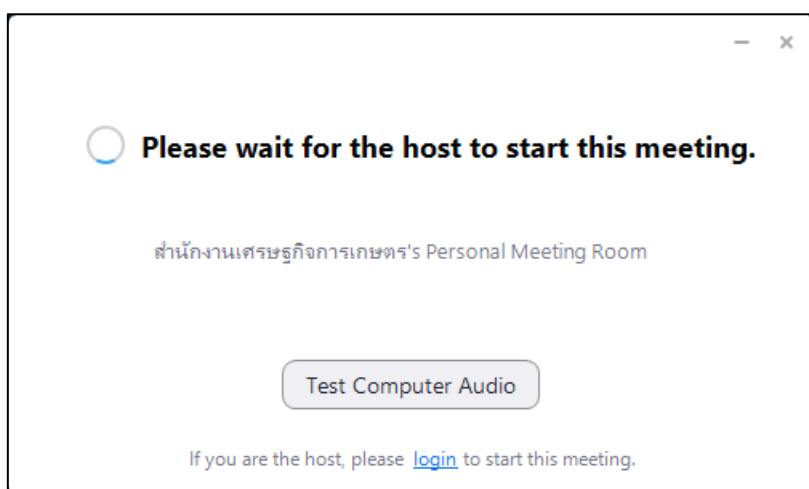 Please wait for the host to start this meeting.
สำนักงานเศรษฐกิจการเกษตร's Personal Meeting Room
Test Computer Audio
If you are the host, please login to start this meeting.